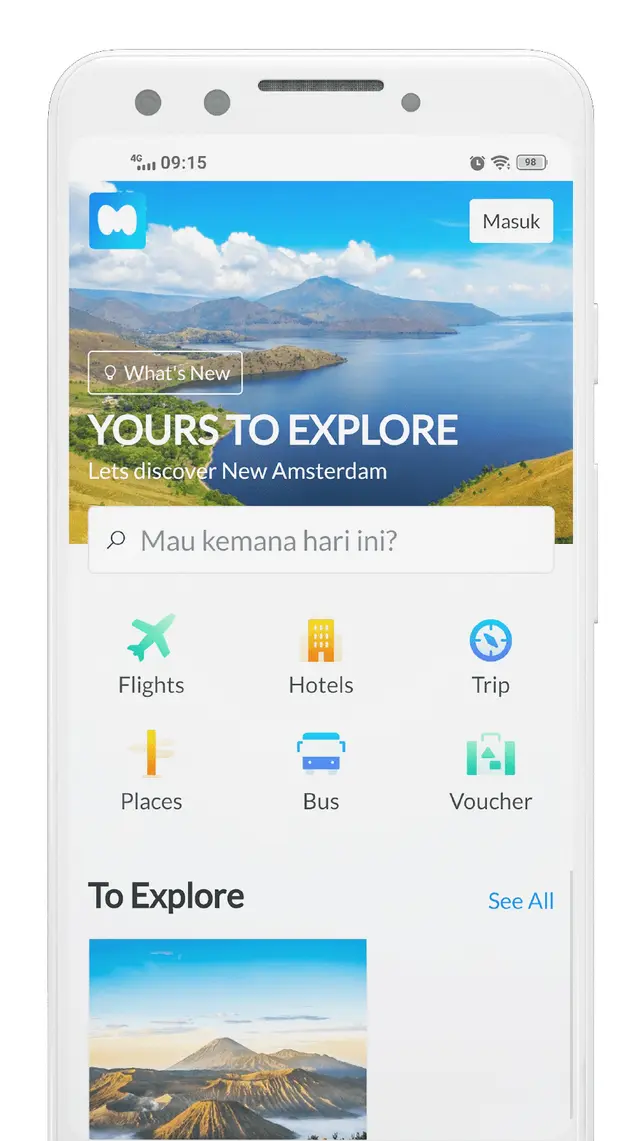 4G 09:15 98
Masuk
What's New
YOURS TO EXPLORE
Lets discover New Amsterdam
Mau kemana hari ini?
Flights Hotels Trip
Places Bus Voucher
To Explore See All